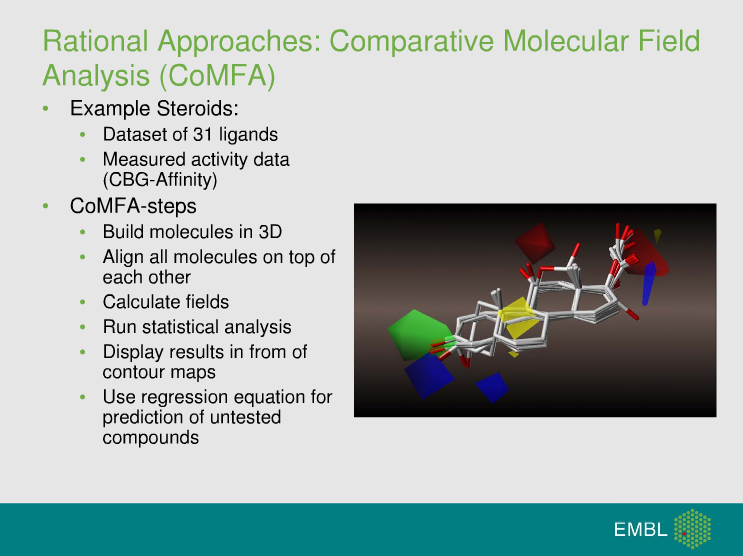 Rational Approaches: Comparative Molecular Field
Analysis (CoMFA)
• Example Steroids:
• Dataset of 31 ligands
• Measured activity data
(CBG-Affinity)
• CoMFA-steps
• Build molecules in 3D
• Align all molecules on top of
each other
• Calculate fields
• Run statistical analysis
• Display results in from of
contour maps
• Use regression equation for
prediction of untested
compounds
EMBL